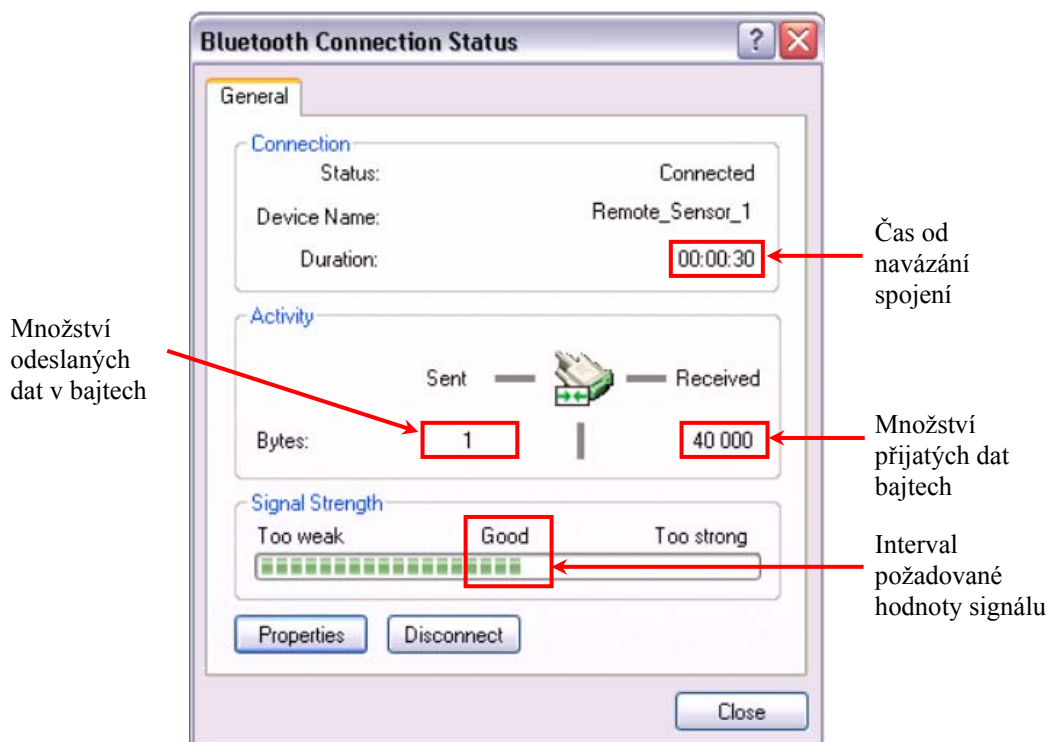 Bluetooth Connection Status
General
Connection
Status: Connected
Device Name: Remote_Sensor_1
Duration: 00:00:30
Čas od
navázání
spojení
Activity
Množství
odeslaných
dat v bajtech
Sent Received
Bytes: 1 40 000
Množství
přijatých dat
bajtech
Signal Strength
Too weak Good Too strong
Interval
požadované
hodnoty signálu
Properties Disconnect
Close